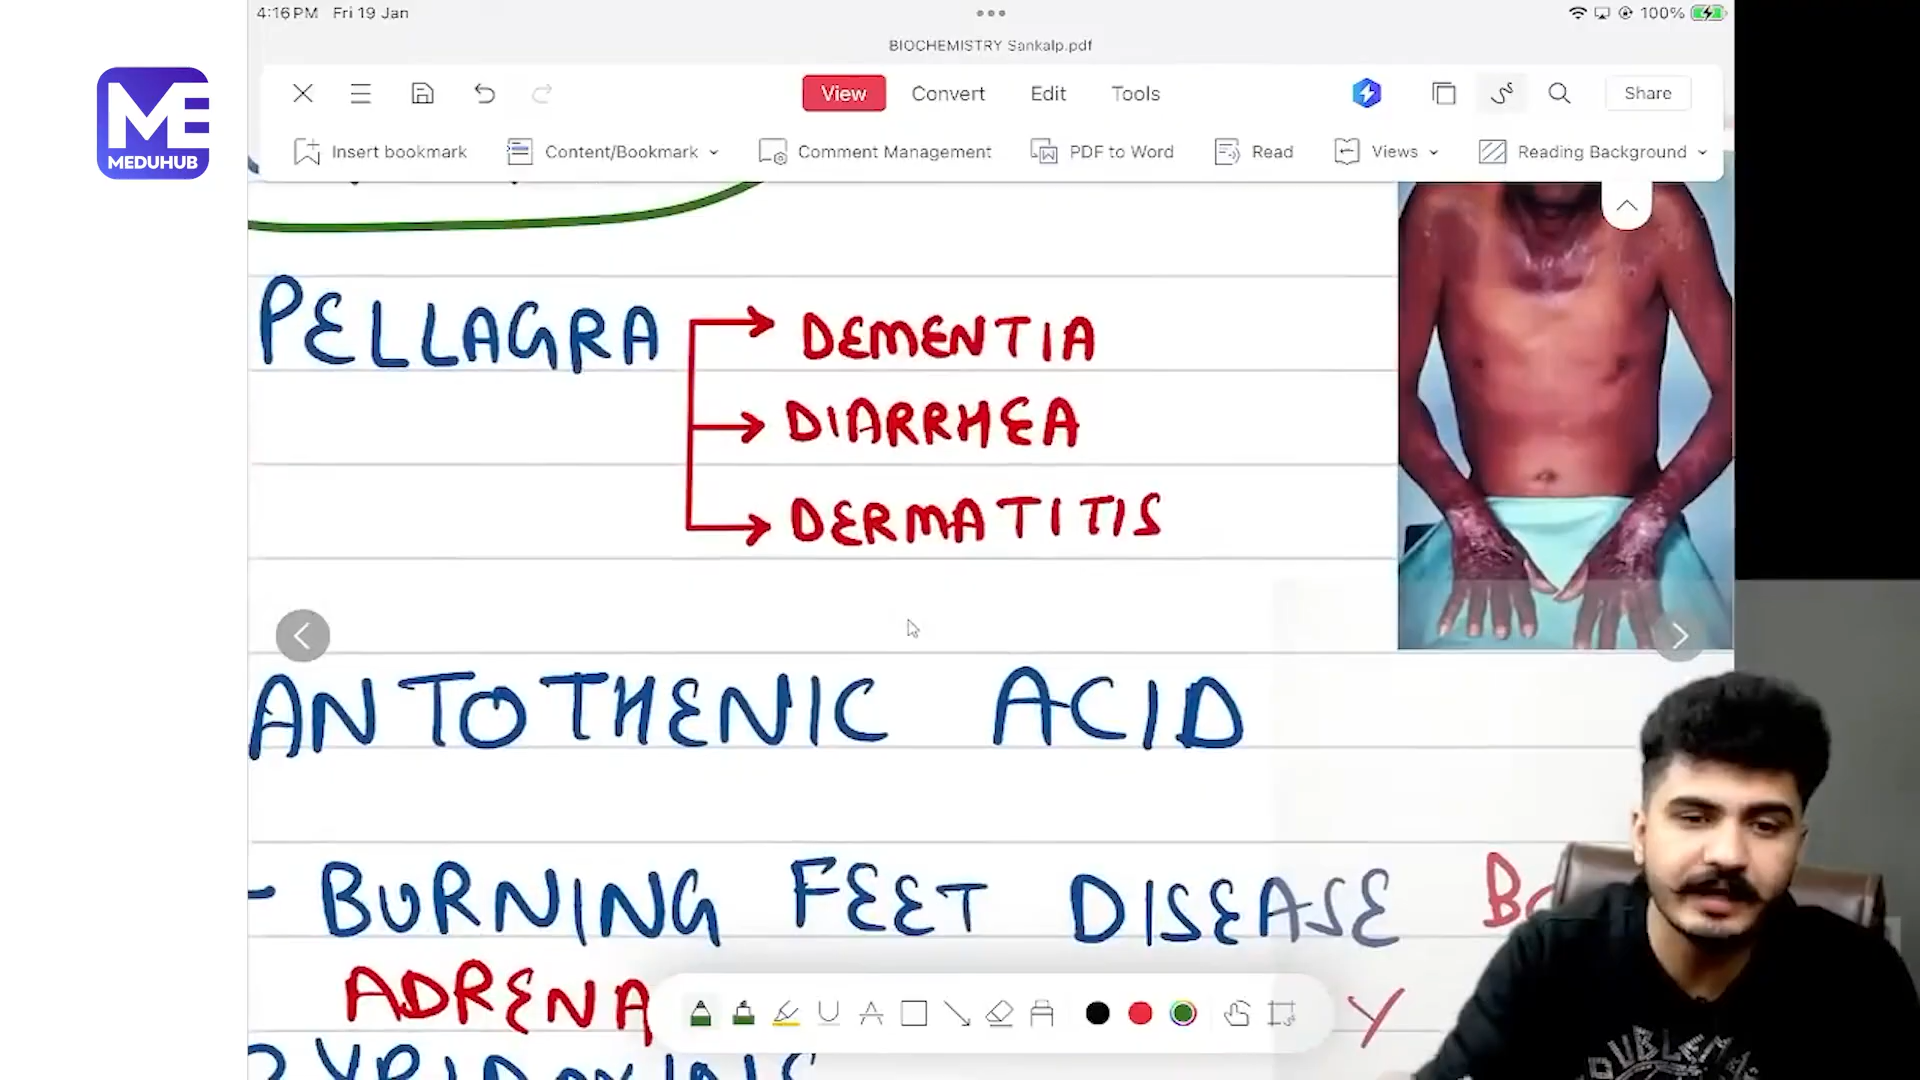 4:16 PM Fri 19 Jan
100%
BIOCHEMISTRY Sankalp.pdf
ME
MEDUHUB
View Convert Edit Tools
Share
Insert bookmark Content/Bookmark Comment Management PDF to Word Read Views Reading Background
PELLAGRA
DEMENTIA
DIARRHEA
DERMATITIS
ANTOTHENIC ACID
- BURNING FEET DISEASE
ADRENA